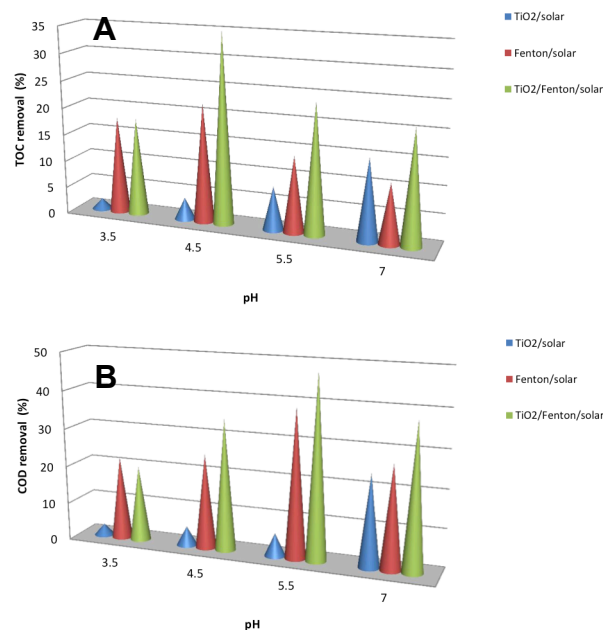 A
35
30
25
20
15
10
5
0
TOC removal (%)
3.5
4.5
5.5
7
pH
TiO2/solar
Fenton/solar
TiO2/Fenton/solar
B
50
40
30
20
10
0
COD removal (%)
3.5
4.5
5.5
7
pH
TiO2/solar
Fenton/solar
TiO2/Fenton/solar